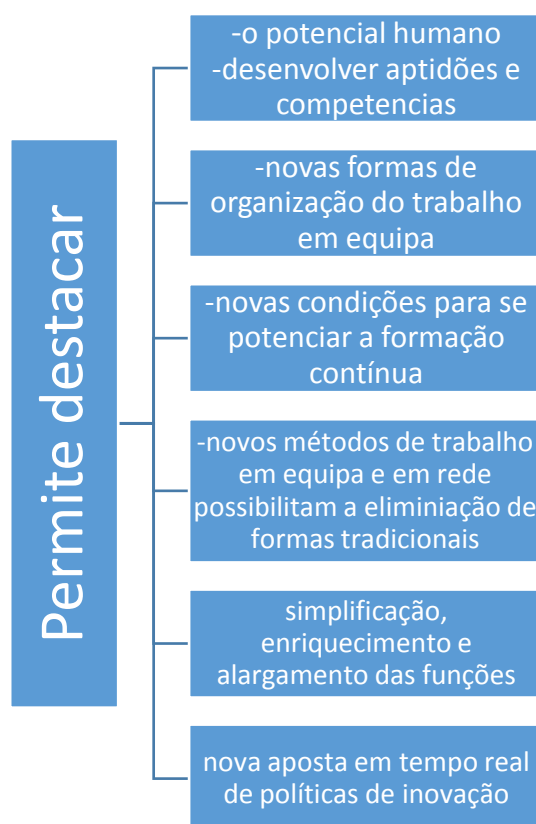 Permite destacar
-o potencial humano
-desenvolver aptidões e
competencias
-novas formas de
organização do trabalho
em equipa
-novas condições para se
potenciar a formação
contínua
-novos métodos de trabalho
em equipa e em rede
possibilitam a eliminiação de
formas tradicionais
simplificação,
enriquecimento e
alargamento das funções
nova aposta em tempo real
de políticas de inovação